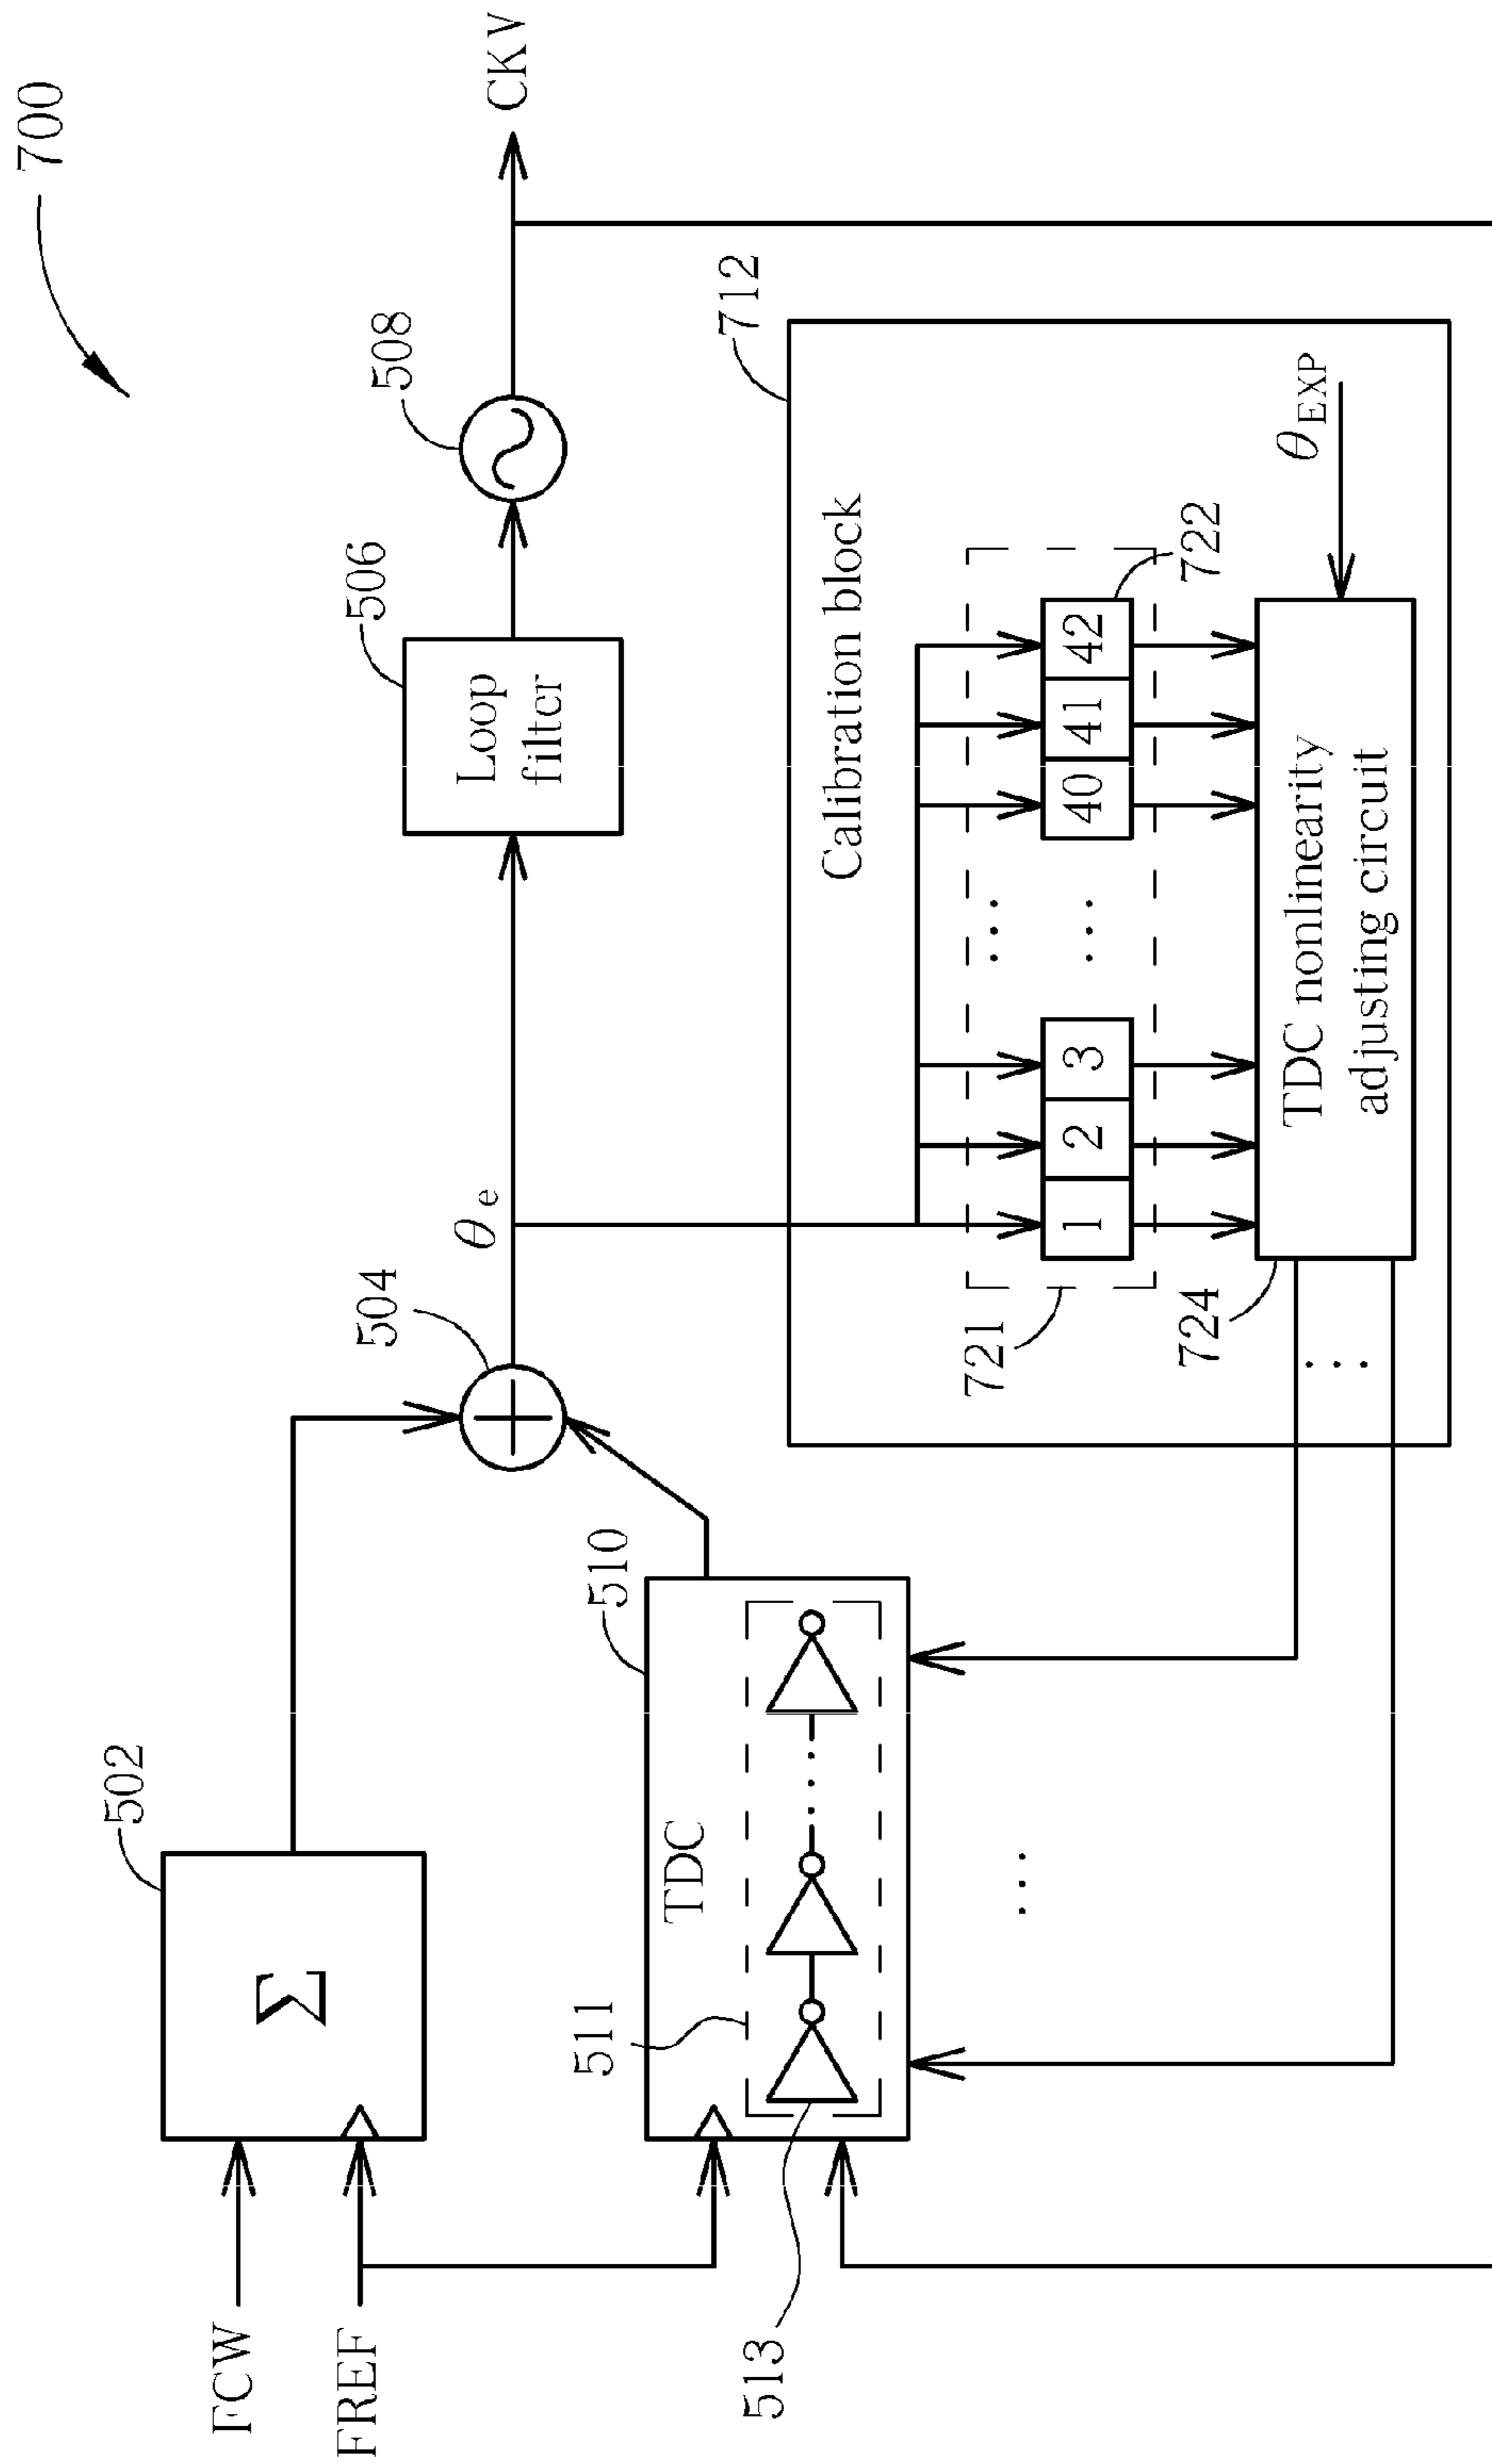 700
502
Σ
FCW
FREF
504
θe
506
Loop
filter
508
CKV
510
TDC
511
513
...
712
Calibration block
721
1 2 3 ... 40 41 42
...
722
θEXP
TDC nonlinearity
adjusting circuit
724
...